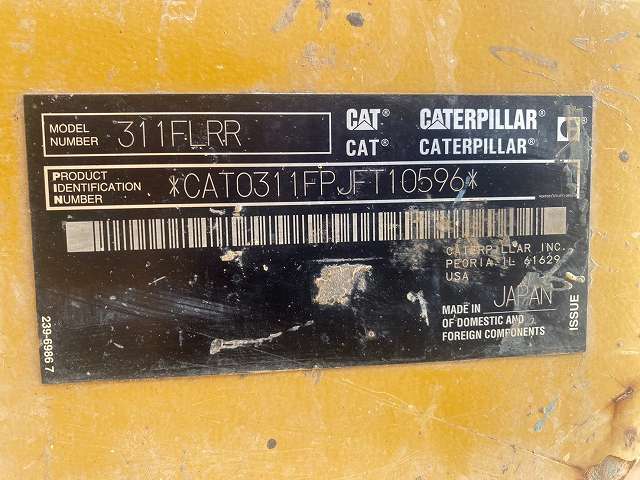 MODEL NUMBER 311FLRR
CAT® CATERPILLAR®
CAT® CATERPILLAR®
PRODUCT IDENTIFICATION NUMBER *CAT0311FPJFT10596*
CATERPILLAR INC.
PEORIA IL 61629
USA
MADE IN JAPAN
OF DOMESTIC AND
FOREIGN COMPONENTS
ISSUE
239-6986 7